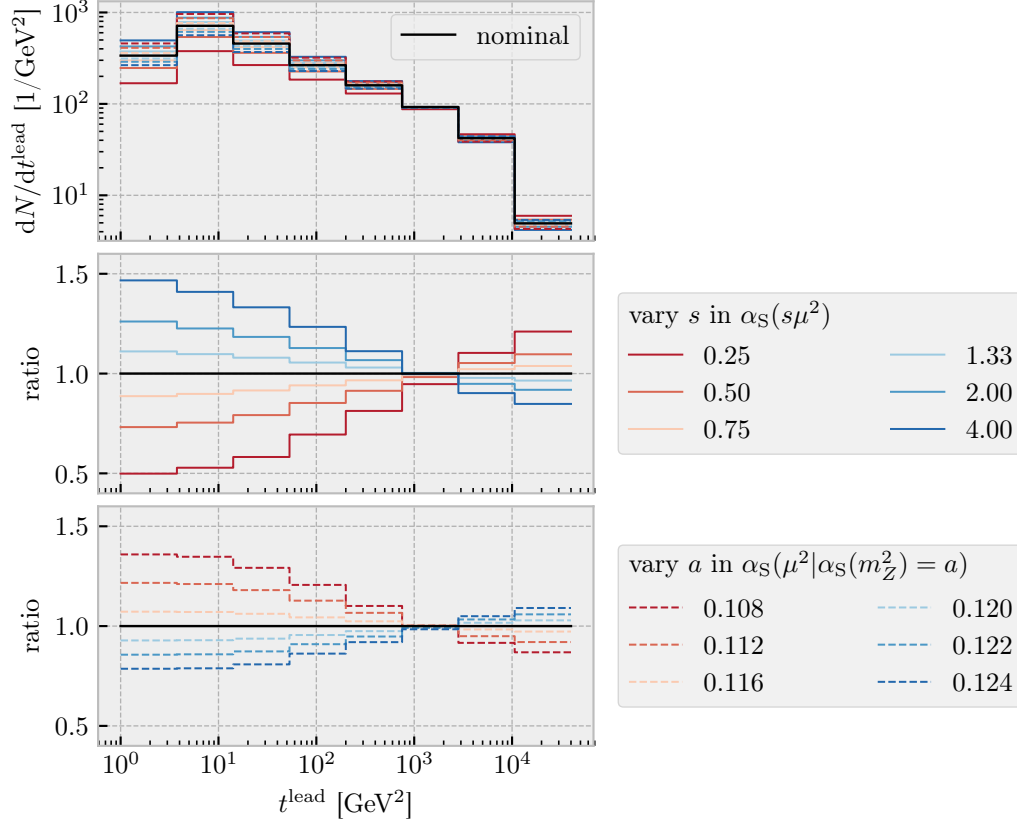 nominal
dN/dt^lead [1/GeV²]
10³
10²
10¹
ratio
1.5
1.0
0.5
vary s in α_S(sμ²)
0.25 1.33
0.50 2.00
0.75 4.00
ratio
1.5
1.0
0.5
vary a in α_S(μ²|α_S(m_Z²) = a)
0.108 0.120
0.112 0.122
0.116 0.124
10⁰ 10¹ 10² 10³ 10⁴
t^lead [GeV²]